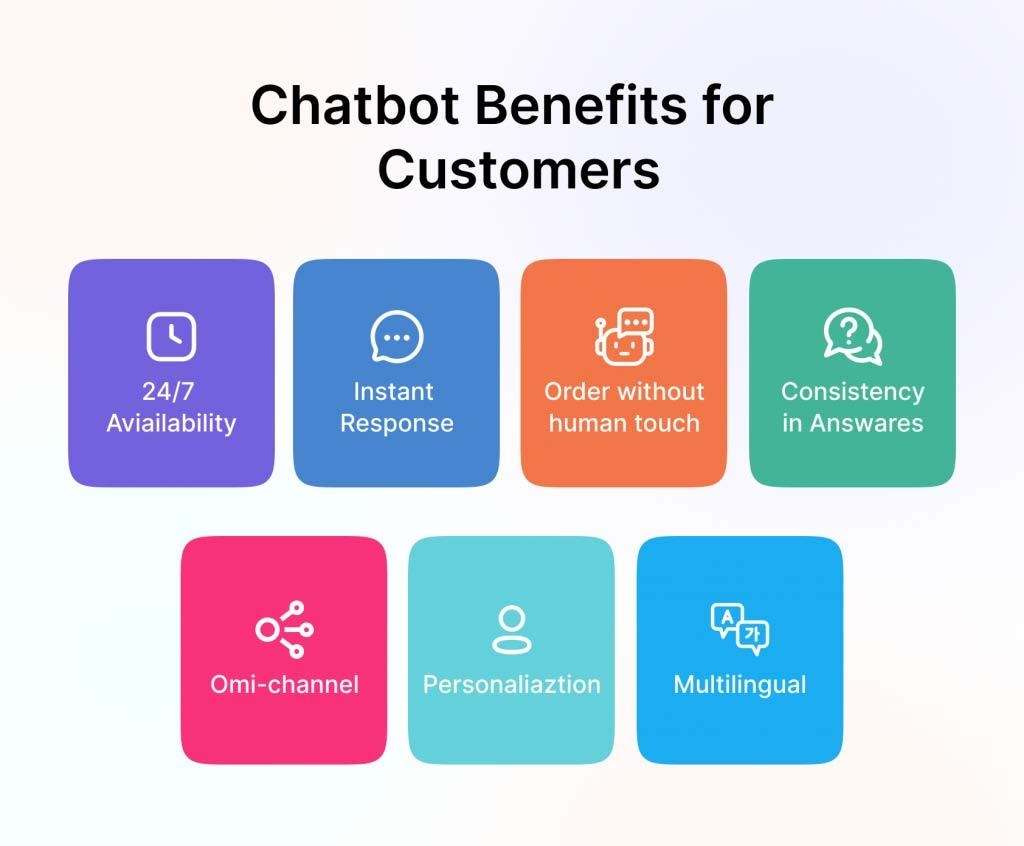 Chatbot Benefits for
Customers
24/7
Aviailability
Instant
Response
Order without
human touch
Consistency
in Answares
Omi-channel
Personaliaztion
A
가
Multilingual